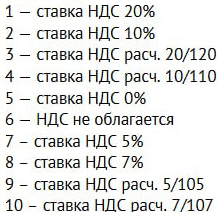 1 — ставка НДС 20%
2 — ставка НДС 10%
3 — ставка НДС расч. 20/120
4 — ставка НДС расч. 10/110
5 — ставка НДС 0%
6 — НДС не облагается
7 – ставка НДС 5%
8 – ставка НДС 7%
9 – ставка НДС расч. 5/105
10 – ставка НДС расч. 7/107